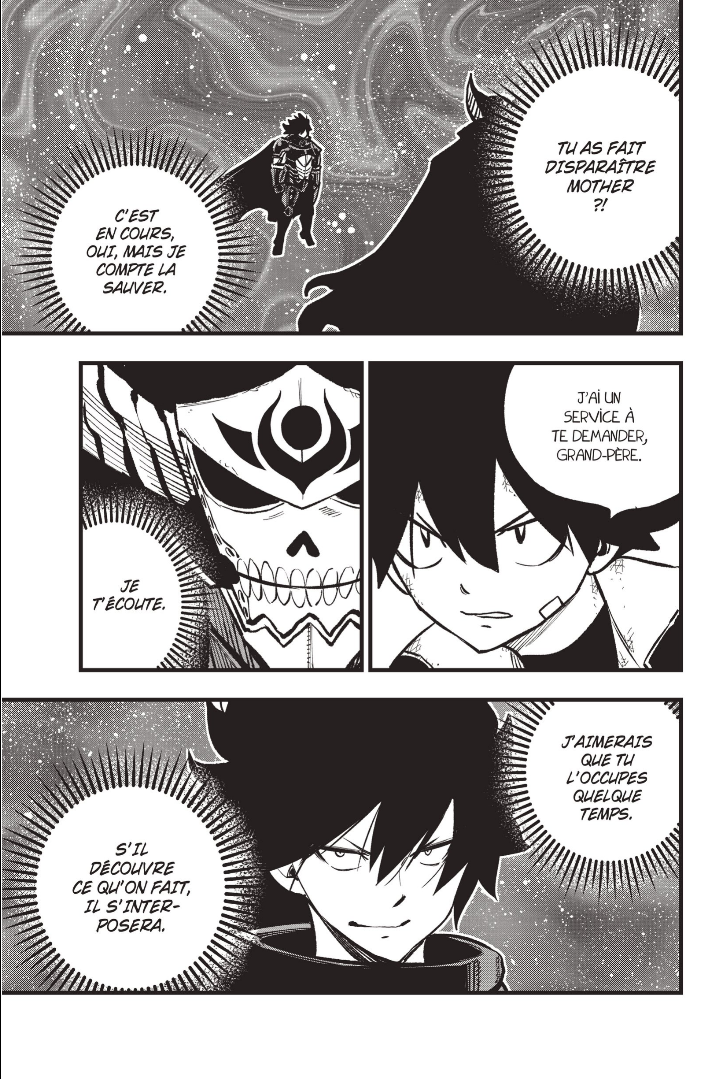 TU AS FAIT
DISPARAÎTRE
MOTHER
?!
C'EST
EN COURS,
OUI, MAIS JE
COMPTE LA
SAUVER.
J'AI UN
SERVICE À
TE DEMANDER,
GRAND-PÈRE.
JE
T'ÉCOUTE.
J'AIMERAIS
QUE TU
L'OCCUPES
QUELQUE
TEMPS.
S'IL
DÉCOUVRE
CE QU'ON FAIT,
IL S'INTER-
POSERA.